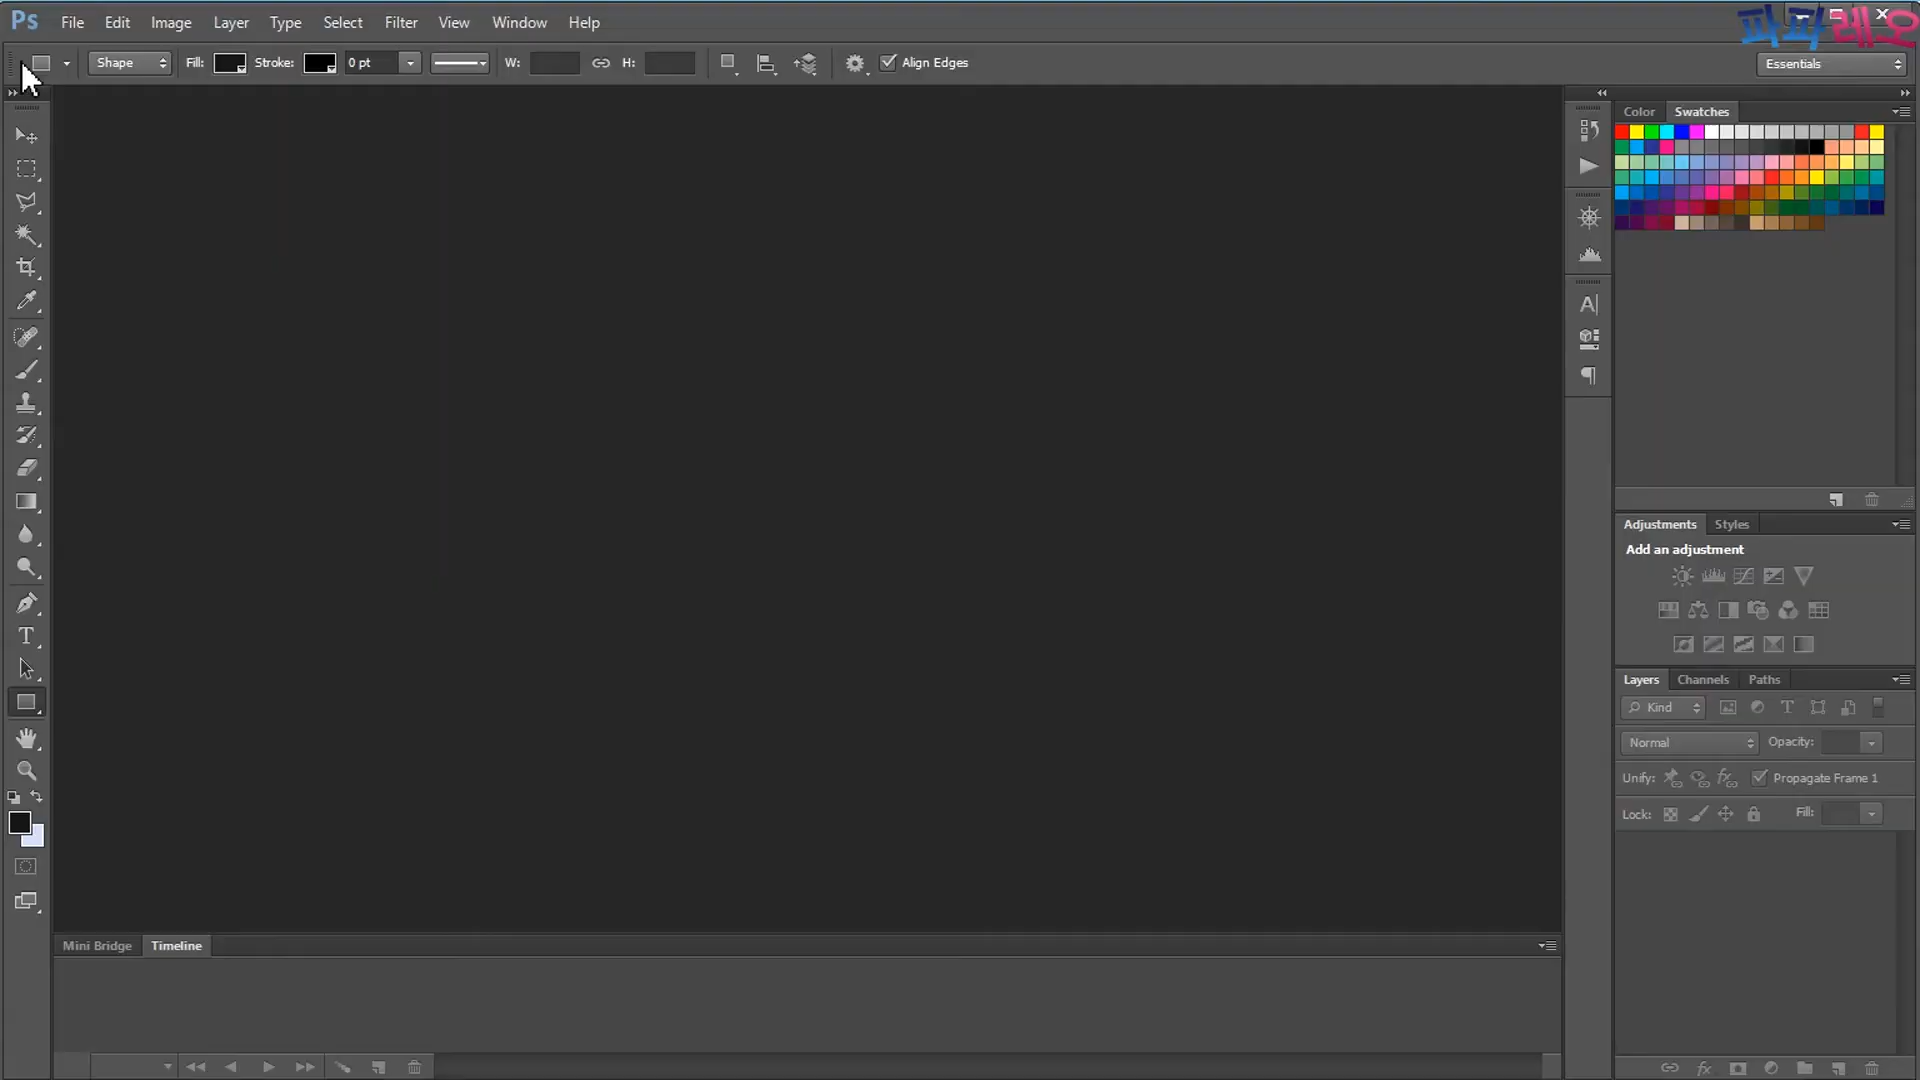 Ps File Edit Image Layer Type Select Filter View Window Help
파파레오
Shape Fill: Stroke: 0 pt W: H: Align Edges Essentials
Color Swatches
Adjustments Styles
Add an adjustment
Layers Channels Paths
Kind
Normal Opacity:
Unify: Propagate Frame 1
Lock: Fill:
Mini Bridge Timeline